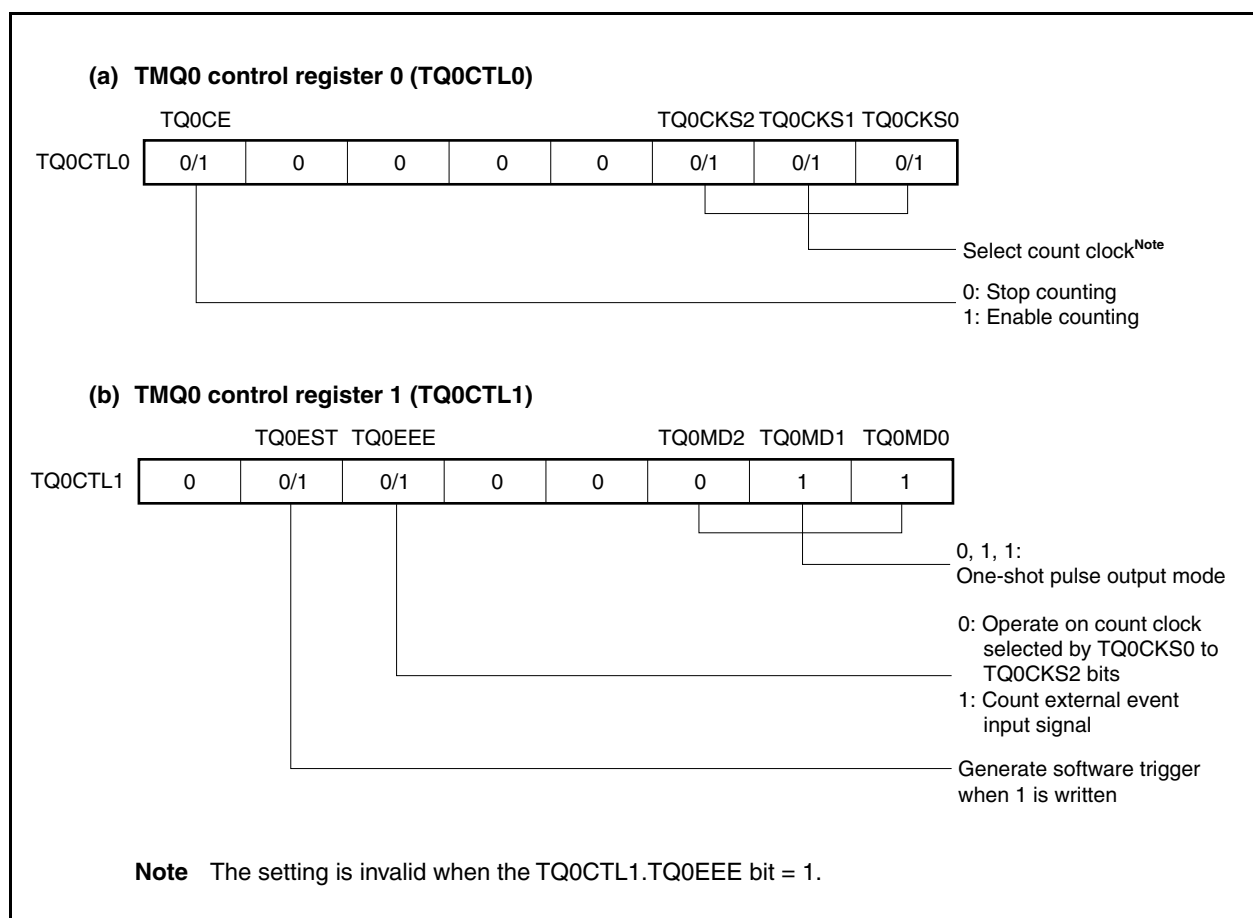 (a) TMQ0 control register 0 (TQ0CTL0)
TQ0CE TQ0CKS2 TQ0CKS1 TQ0CKS0
TQ0CTL0 0/1 0 0 0 0 0/1 0/1 0/1
Select count clockNote
0: Stop counting
1: Enable counting
(b) TMQ0 control register 1 (TQ0CTL1)
TQ0EST TQ0EEE TQ0MD2 TQ0MD1 TQ0MD0
TQ0CTL1 0 0/1 0/1 0 0 0 1 1
0, 1, 1:
One-shot pulse output mode
0: Operate on count clock
selected by TQ0CKS0 to
TQ0CKS2 bits
1: Count external event
input signal
Generate software trigger
when 1 is written
Note The setting is invalid when the TQ0CTL1.TQ0EEE bit = 1.